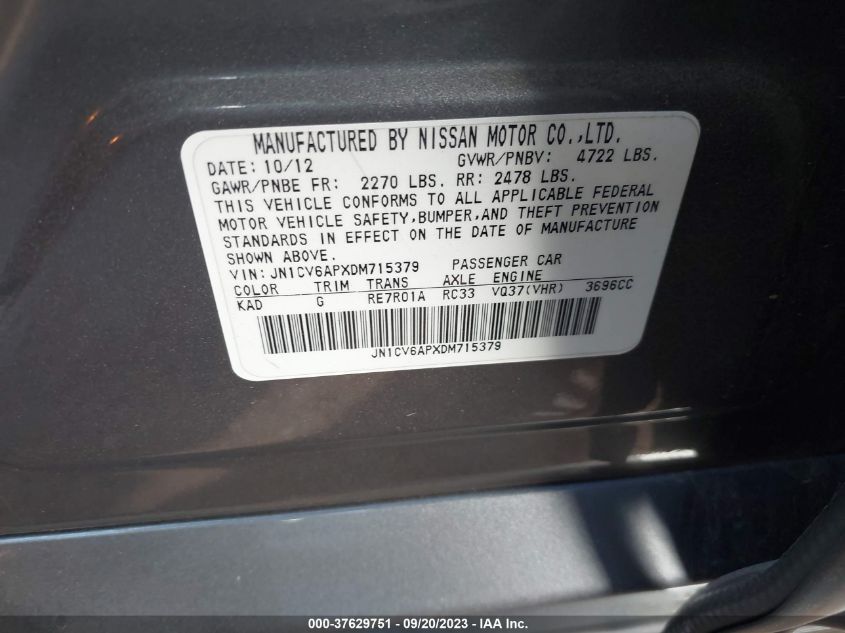 MANUFACTURED BY NISSAN MOTOR CO.,LTD.
DATE: 10/12 GVWR/PNBV: 4722 LBS.
GAWR/PNBE FR: 2270 LBS. RR: 2478 LBS.
THIS VEHICLE CONFORMS TO ALL APPLICABLE FEDERAL
MOTOR VEHICLE SAFETY,BUMPER,AND THEFT PREVENTION
STANDARDS IN EFFECT ON THE DATE OF MANUFACTURE
SHOWN ABOVE.
VIN: JN1CV6APXDM715379 PASSENGER CAR
COLOR TRIM TRANS AXLE ENGINE
KAD G RE7R01A RC33 VQ37(VHR) 3696CC
JN1CV6APXDM715379
000-37629751 - 09/20/2023 - IAA Inc.